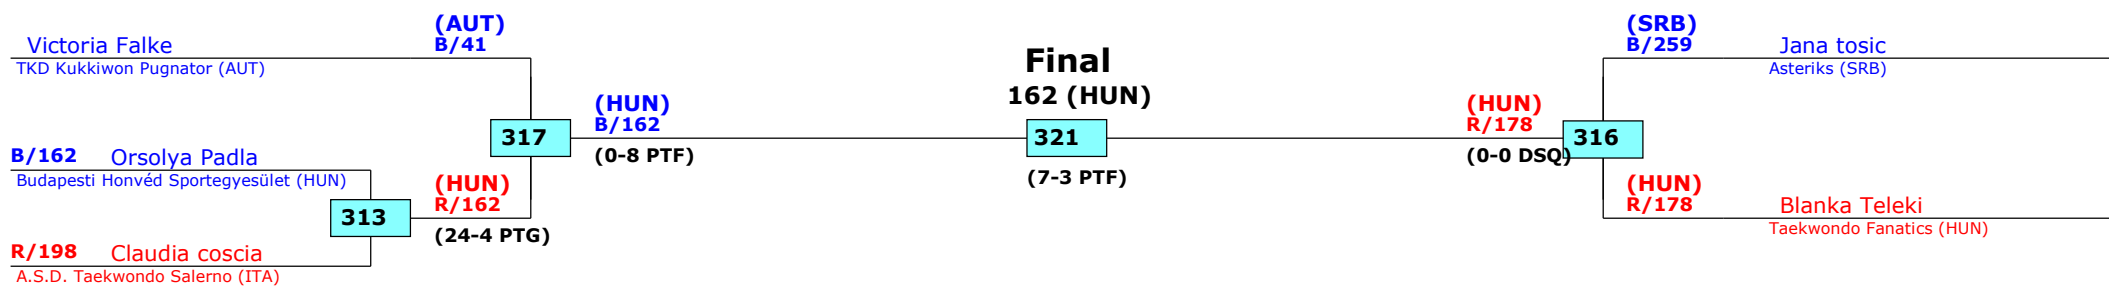 (AUT)
Victoria Falke
B/41
TKD Kukkiwon Pugnator (AUT)
B/162 Orsolya Padla
Budapesti Honvéd Sportegyesület (HUN)
R/198 Claudia coscia
A.S.D. Taekwondo Salerno (ITA)
313
(HUN)
R/162
(24-4 PTG)
317
(HUN)
B/162
(0-8 PTF)
Final
162 (HUN)
321
(7-3 PTF)
(HUN)
R/178
(0-0 DSQ)
316
(SRB)
B/259 Jana tosic
Asteriks (SRB)
(HUN)
R/178 Blanka Teleki
Taekwondo Fanatics (HUN)